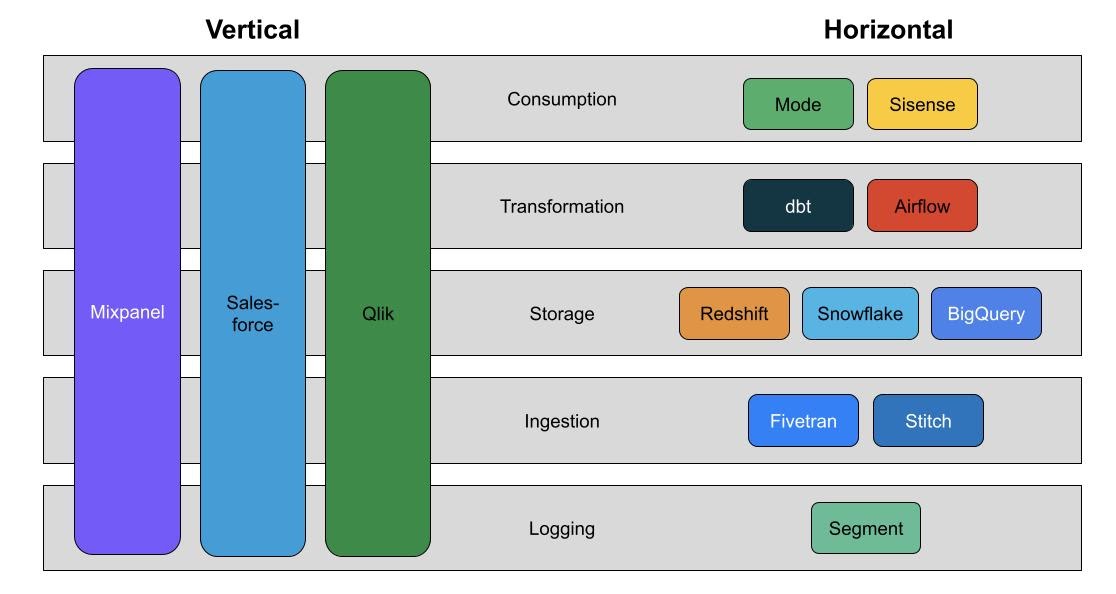 Vertical
Horizontal
Consumption
Mode
Sisense
Transformation
dbt
Airflow
Mixpanel
Sales-
force
Qlik
Storage
Redshift
Snowflake
BigQuery
Ingestion
Fivetran
Stitch
Logging
Segment